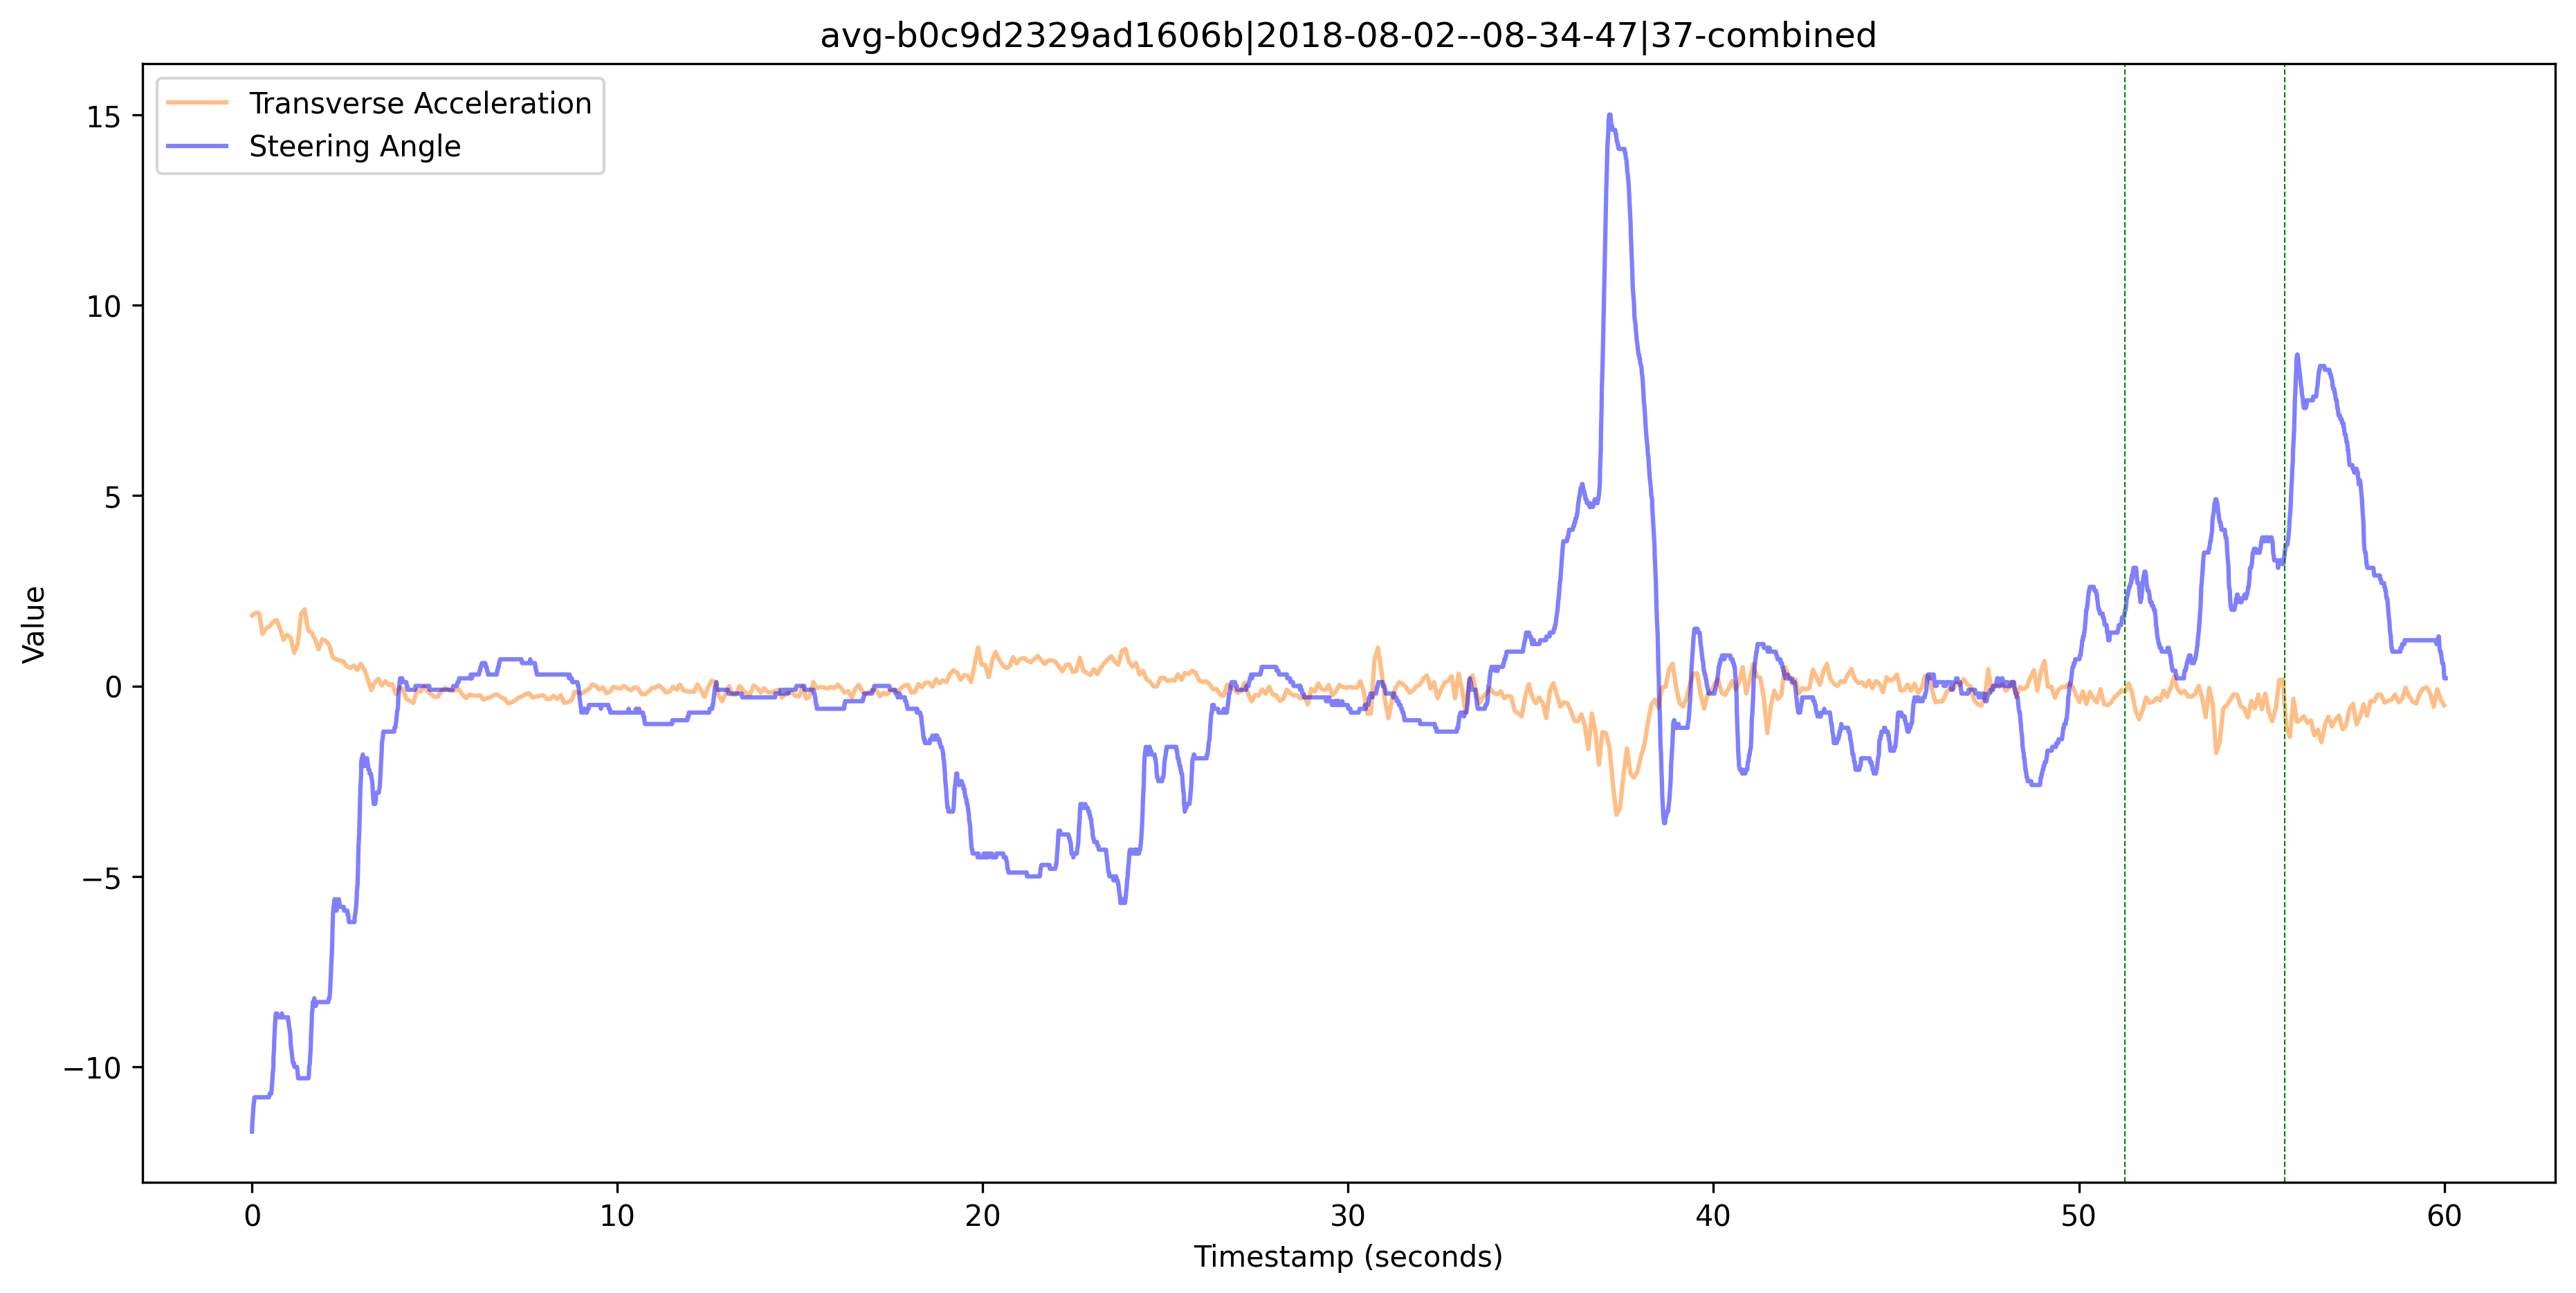 avg-b0c9d2329ad1606b|2018-08-02--08-34-47|37-combined
Transverse Acceleration
Steering Angle
15
10
5
0
−5
−10
Value
0 10 20 30 40 50 60
Timestamp (seconds)